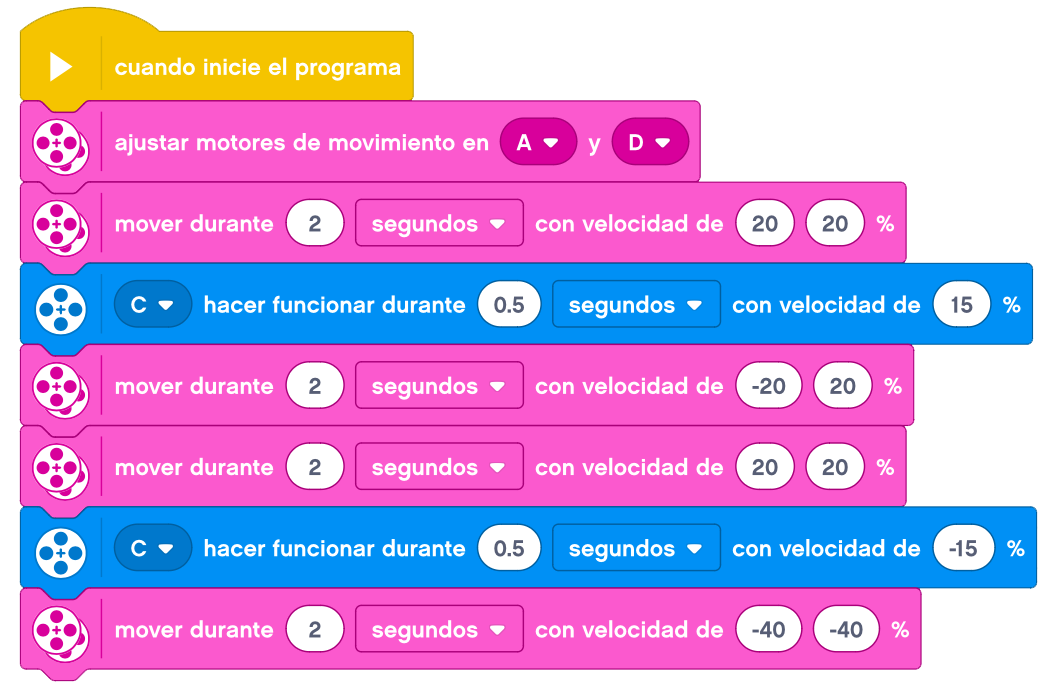 cuando inicie el programa
ajustar motores de movimiento en A y D
mover durante 2 segundos con velocidad de 20 20 %
C hacer funcionar durante 0.5 segundos con velocidad de 15 %
mover durante 2 segundos con velocidad de -20 20 %
mover durante 2 segundos con velocidad de 20 20 %
C hacer funcionar durante 0.5 segundos con velocidad de -15 %
mover durante 2 segundos con velocidad de -40 -40 %